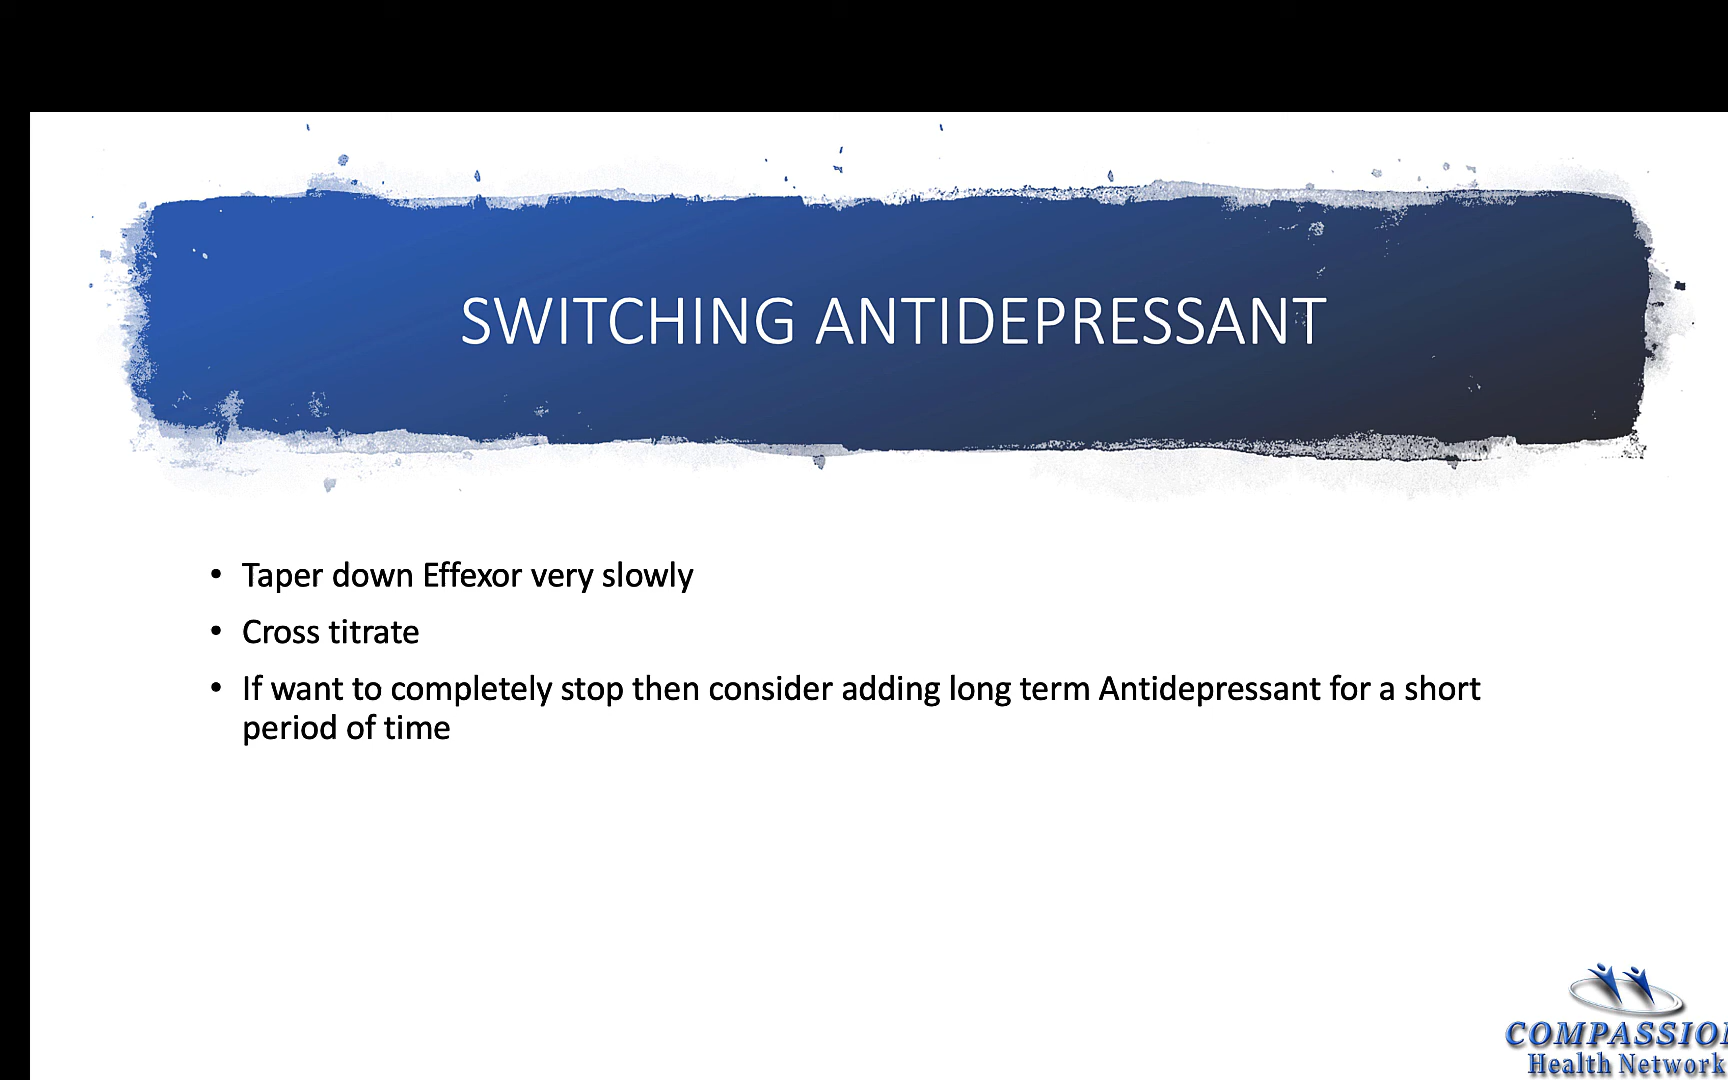 SWITCHING ANTIDEPRESSANT
• Taper down Effexor very slowly
• Cross titrate
• If want to completely stop then consider adding long term Antidepressant for a short
period of time
Health Network